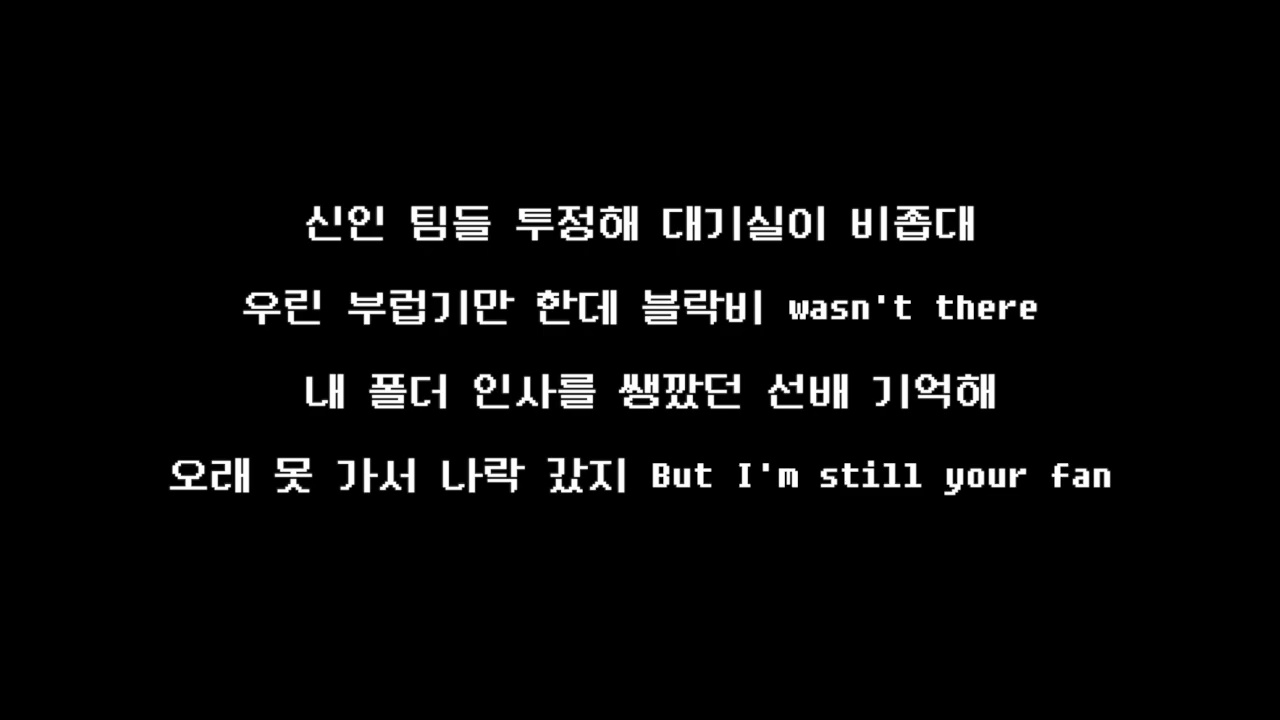 신인 팀들 투정해 대기실이 비좁대
우린 부럽기만 한데 블락비 wasn't there
내 폴더 인사를 쌩깠던 선배 기억해
오래 못 가서 나락 갔지 But I'm still your fan